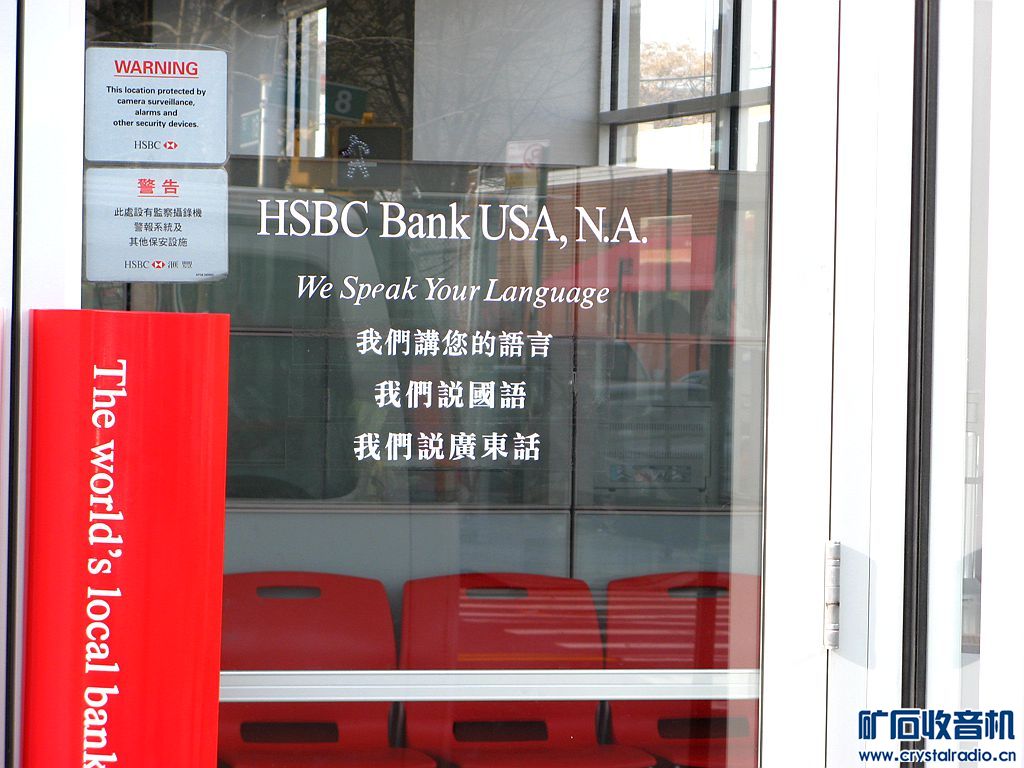 WARNING
This location protected by
camera surveillance,
alarms and
other security devices.
HSBC
警告
此處設有監察攝錄機
警報系統及
其他保安設施
HSBC 滙豐
8
HSBC Bank USA, N.A.
We Speak Your Language
我們講您的語言
我們説國語
我們説廣東話
The world's local bank
矿石收音机
www.crystalradio.cn